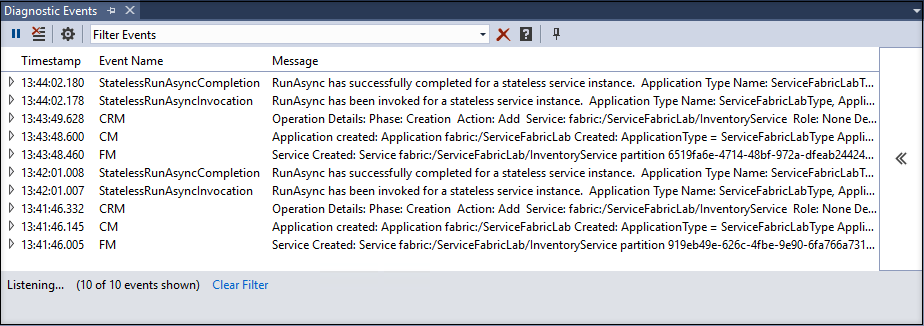 Diagnostic Events
Filter Events
Timestamp Event Name Message
13:44:02.180 StatelessRunAsyncCompletion RunAsync has successfully completed for a stateless service instance. Application Type Name: ServiceFabricLabT...
13:44:02.178 StatelessRunAsyncInvocation RunAsync has been invoked for a stateless service instance. Application Type Name: ServiceFabricLabType, Appli...
13:43:49.628 CRM Operation Details: Phase: Creation Action: Add Service: fabric:/ServiceFabricLab/InventoryService Role: None De...
13:43:48.600 CM Application created: Application fabric:/ServiceFabricLab Created: ApplicationType = ServiceFabricLabType Appli...
13:43:48.460 FM Service Created: Service fabric:/ServiceFabricLab/InventoryService partition 6519fa6e-4714-48bf-972a-dfeab24424...
13:42:01.008 StatelessRunAsyncCompletion RunAsync has successfully completed for a stateless service instance. Application Type Name: ServiceFabricLabT...
13:42:01.007 StatelessRunAsyncInvocation RunAsync has been invoked for a stateless service instance. Application Type Name: ServiceFabricLabType, Appli...
13:41:46.332 CRM Operation Details: Phase: Creation Action: Add Service: fabric:/ServiceFabricLab/InventoryService Role: None De...
13:41:46.145 CM Application created: Application fabric:/ServiceFabricLab Created: ApplicationType = ServiceFabricLabType Appli...
13:41:46.005 FM Service Created: Service fabric:/ServiceFabricLab/InventoryService partition 919eb49e-626c-4fbe-9e90-6fa766a731...
Listening... (10 of 10 events shown) Clear Filter